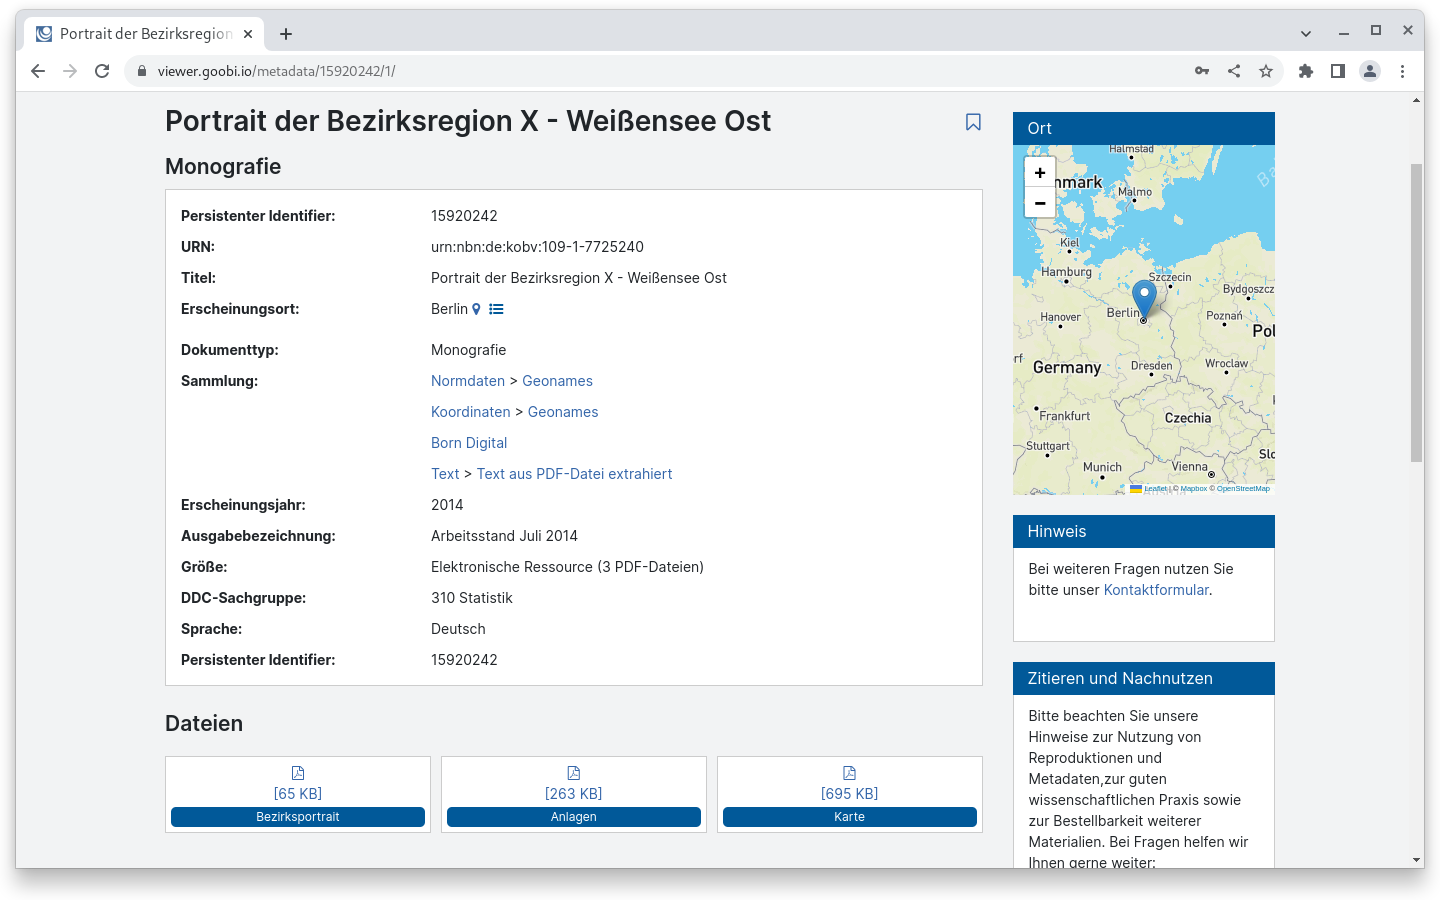 Portrait der Bezirksregion
viewer.goobi.io/metadata/15920242/1/
Portrait der Bezirksregion X - Weißensee Ost
Monografie
Persistenter Identifier: 15920242
URN: urn:nbn:de:kobv:109-1-7725240
Titel: Portrait der Bezirksregion X - Weißensee Ost
Erscheinungsort: Berlin
Dokumenttyp: Monografie
Sammlung: Normdaten > Geonames
Koordinaten > Geonames
Born Digital
Text > Text aus PDF-Datei extrahiert
Erscheinungsjahr: 2014
Ausgabebezeichnung: Arbeitsstand Juli 2014
Größe: Elektronische Ressource (3 PDF-Dateien)
DDC-Sachgruppe: 310 Statistik
Sprache: Deutsch
Persistenter Identifier: 15920242
Dateien
[65 KB]
Bezirksportrait
[263 KB]
Anlagen
[695 KB]
Karte
Ort
+
−
Halmstad
nmark
Ba
Malmo
Kiel
Hamburg
Szczecin
Bydgoszcz
Hanover
Berlin
Poznań
Pol
rf
Germany
Dresden
Wroclaw
Frankfurt
Czechia
Stuttgart
Slo
Munich
Vienna
Leaflet | © Mapbox © OpenStreetMap
Hinweis
Bei weiteren Fragen nutzen Sie
bitte unser Kontaktformular.
Zitieren und Nachnutzen
Bitte beachten Sie unsere
Hinweise zur Nutzung von
Reproduktionen und
Metadaten,zur guten
wissenschaftlichen Praxis sowie
zur Bestellbarkeit weiterer
Materialien. Bei Fragen helfen wir
Ihnen gerne weiter: